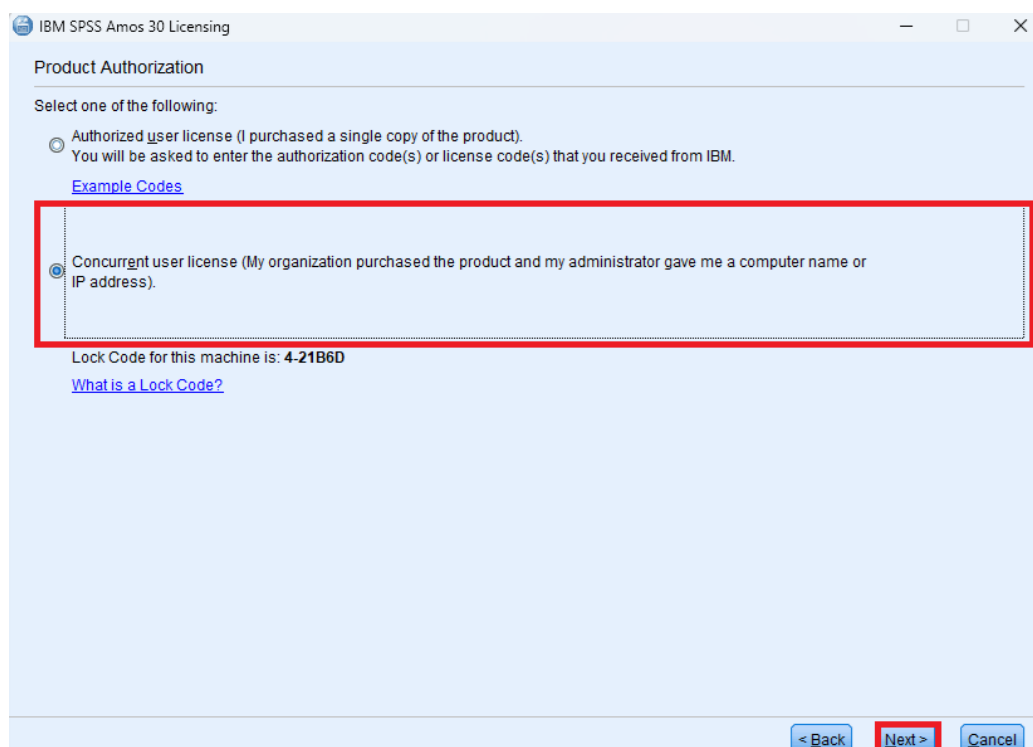 IBM SPSS Amos 30 Licensing
Product Authorization
Select one of the following:
Authorized user license (I purchased a single copy of the product).
You will be asked to enter the authorization code(s) or license code(s) that you received from IBM.
Example Codes
Concurrent user license (My organization purchased the product and my administrator gave me a computer name or
IP address).
Lock Code for this machine is: 4-21B6D
What is a Lock Code?
< Back Next > Cancel